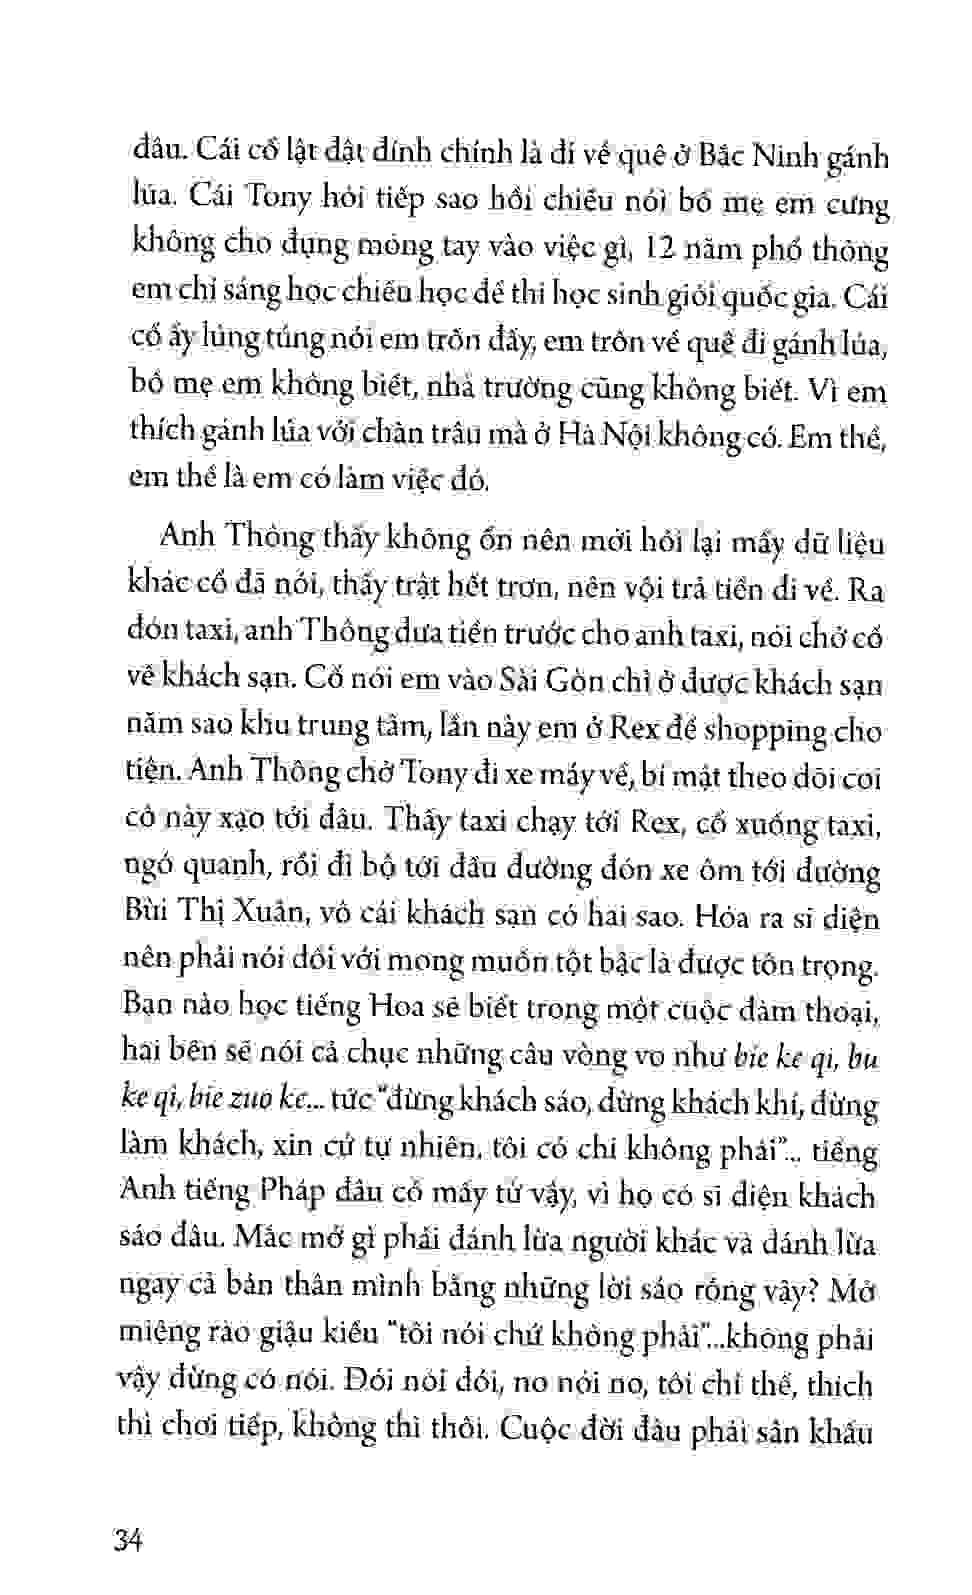 đâu. Cái cổ lật đật đính chính là đi về quê ở Bắc Ninh gánh
lúa. Cái Tony hỏi tiếp sao hồi chiều nói bố mẹ em cưng
không cho đụng móng tay vào việc gì, 12 năm phổ thông
em chỉ sáng học chiều học để thi học sinh giỏi quốc gia. Cái
cổ ấy lúng túng nói em trốn đấy, em trốn về quê đi gánh lúa,
bố mẹ em không biết, nhà trường cũng không biết. Vì em
thích gánh lúa với chăn trâu mà ở Hà Nội không có. Em thề,
em thề là em có làm việc đó.
Anh Thông thấy không ổn nên mới hỏi lại mấy dữ liệu
khác cổ đã nói, thấy trật hết trơn, nên vội trả tiền đi về. Ra
đón taxi, anh Thông đưa tiền trước cho anh taxi, nói chở cổ
về khách sạn. Cổ nói em vào Sài Gòn chỉ ở được khách sạn
năm sao khu trung tâm, lần này em ở Rex để shopping cho
tiện. Anh Thông chở Tony đi xe máy về, bí mật theo dõi coi
cô này xạo tới đâu. Thấy taxi chạy tới Rex, cổ xuống taxi,
ngó quanh, rồi đi bộ tới đầu đường đón xe ôm tới đường
Bùi Thị Xuân, vô cái khách sạn có hai sao. Hóa ra sĩ diện
nên phải nói dối với mong muốn tột bậc là được tôn trọng.
Bạn nào học tiếng Hoa sẽ biết trong một cuộc đàm thoại,
hai bên sẽ nói cả chục những câu vòng vo như bie ke qi, bu
ke qi, bie zuo ke... tức "đừng khách sáo, đừng khách khí, đừng
làm khách, xin cứ tự nhiên, tôi có chi không phải"... tiếng
Anh tiếng Pháp đâu có mấy từ vậy, vì họ có sĩ diện khách
sáo đâu. Mắc mớ gì phải đánh lừa người khác và đánh lừa
ngay cả bản thân mình bằng những lời sáo rỗng vậy? Mở
miệng rào giậu kiểu "tôi nói chứ không phải"...không phải
vậy đừng có nói. Đói nói đói, no nói no, tôi chỉ thế, thích
thì chơi tiếp, không thì thôi. Cuộc đời đâu phải sân khấu
34